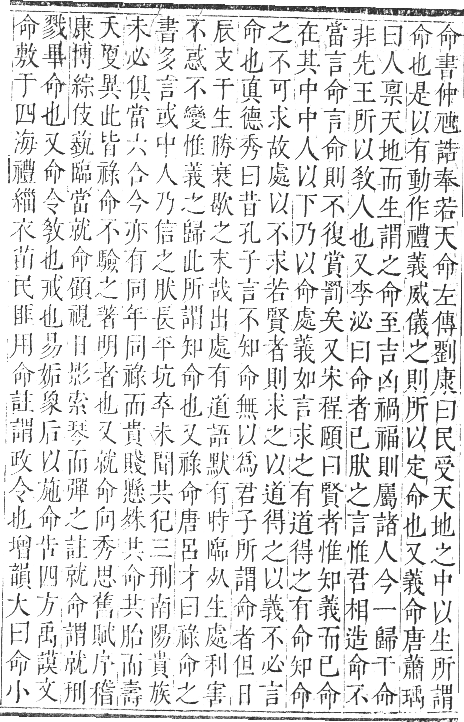 命書仲虺誥奉若天命左傳劉康曰民受天地之中以生所謂
命也是以有動作禮義威儀之則所以定命也又義命唐蕭瑀
曰人禀天地而生謂之命至吉凶禍福則屬諸人今一歸于命
非先王所以敎人也又李泌曰命者已肰之言惟君相造命不
當言命言命則不復賞罰矣又宋程頤曰賢者惟知義而已命
在其中中人以下乃以命處義如言求之有道得之有命知命
之不可求故處以不求若賢者則求之以道得之以義不必言
命也眞德秀曰昔孔子言不知命無以爲君子所謂命者但日
辰支干生勝衰歇之末哉出處有道語默有時臨㱙生處利害
不惑不變惟義之歸此所謂知命也又祿命唐呂才曰祿命之
書多言或中人乃信之肰長平坑卒未聞共犯三刑南陽貴族
未必俱當六合今亦有同年同祿而貴賤懸殊共命共胎而壽
夭㪅異此皆祿命不驗之著明者也又就命向秀思舊賦序稽
康博綜伎蓺臨當就命顧視日影索琴而彈之註就命謂就刑
戮畢命也又命令敎也戒也易姤象后以施命告四方禹謨文
命敷于四海禮緇衣苗民匪用命註謂政令也增韻大曰命小